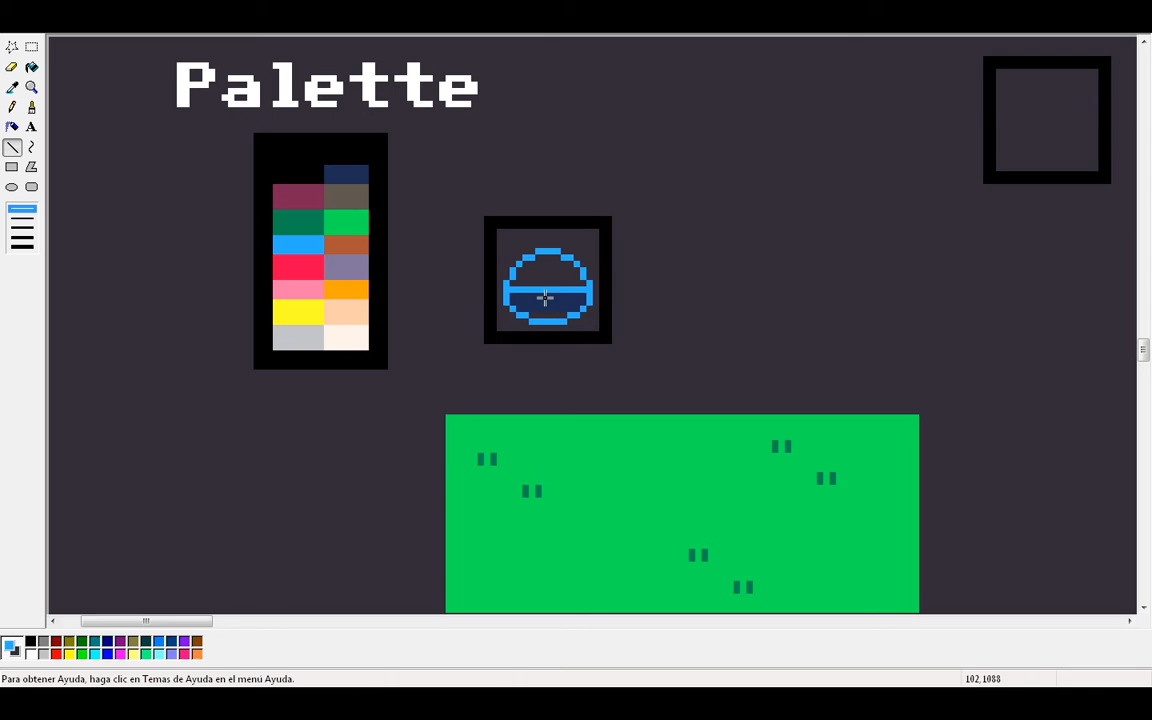 Palette
A
Para obtener Ayuda, haga clic en Temas de Ayuda en el menú Ayuda.
102,1088